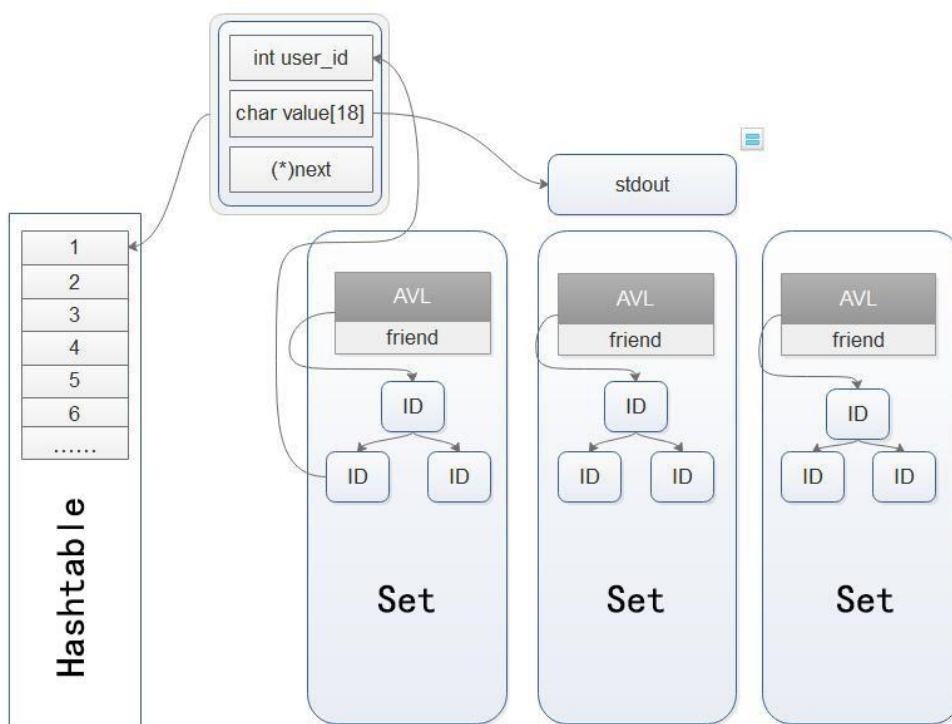 int user_id
char value[18]
(*)next
stdout
1
2
3
4
5
6
......
Hashtable
AVL
friend
ID
ID
ID
Set
AVL
friend
ID
ID
ID
Set
AVL
friend
ID
ID
ID
Set